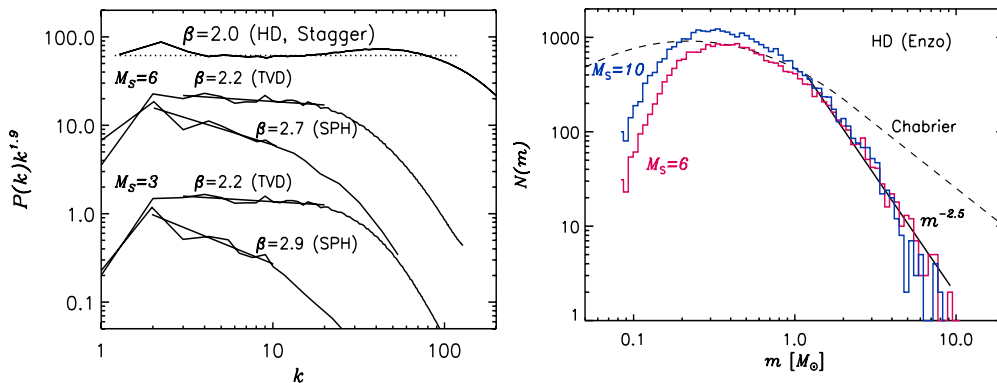 100.0
10.0
1.0
0.1
P(k)k^1.9
β=2.0 (HD, Stagger)
M_S=6
β=2.2 (TVD)
β=2.7 (SPH)
M_S=3
β=2.2 (TVD)
β=2.9 (SPH)
1
10
100
k
1000
100
10
1
N(m)
HD (Enzo)
M_S=10
Chabrier
M_S=6
m^-2.5
0.1
1.0
10.0
m [M_⊙]